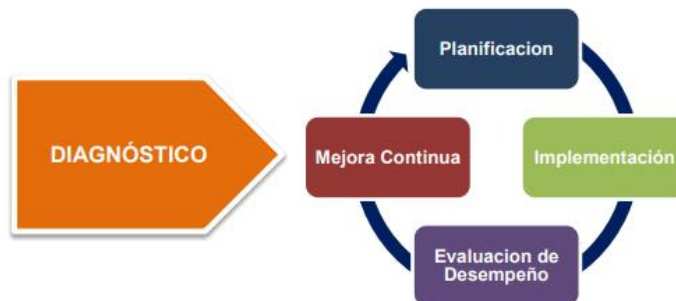 Planificacion
DIAGNÓSTICO
Mejora Continua
Implementación
Evaluacion de
Desempeño